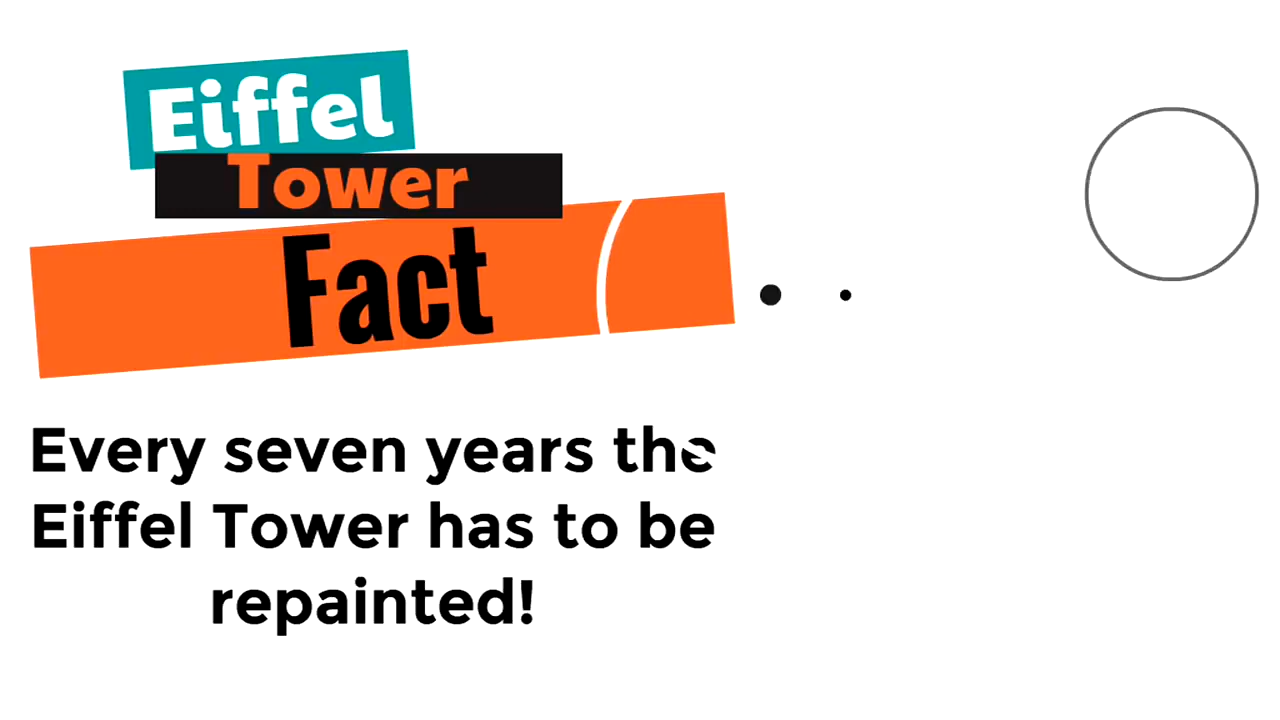 Eiffel
Tower
Fact
Every seven years the
Eiffel Tower has to be
repainted!